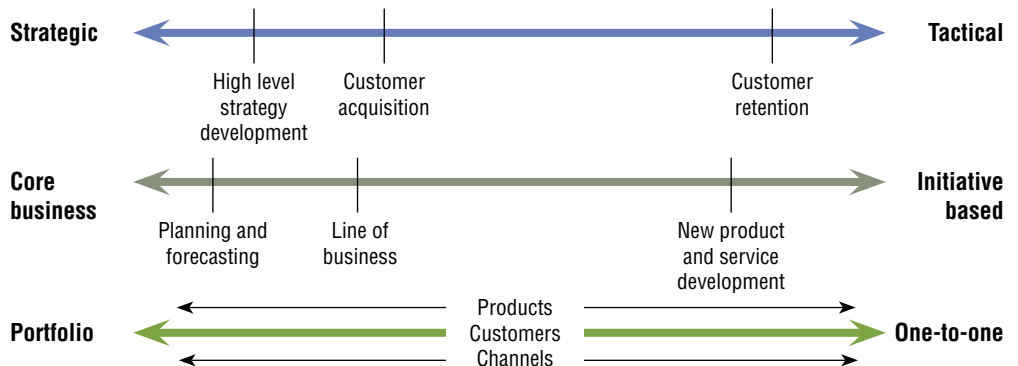 Strategic
Tactical
High level
strategy
development
Customer
acquisition
Customer
retention
Core
business
Initiative
based
Planning and
forecasting
Line of
business
New product
and service
development
Products
Portfolio
Customers
One-to-one
Channels